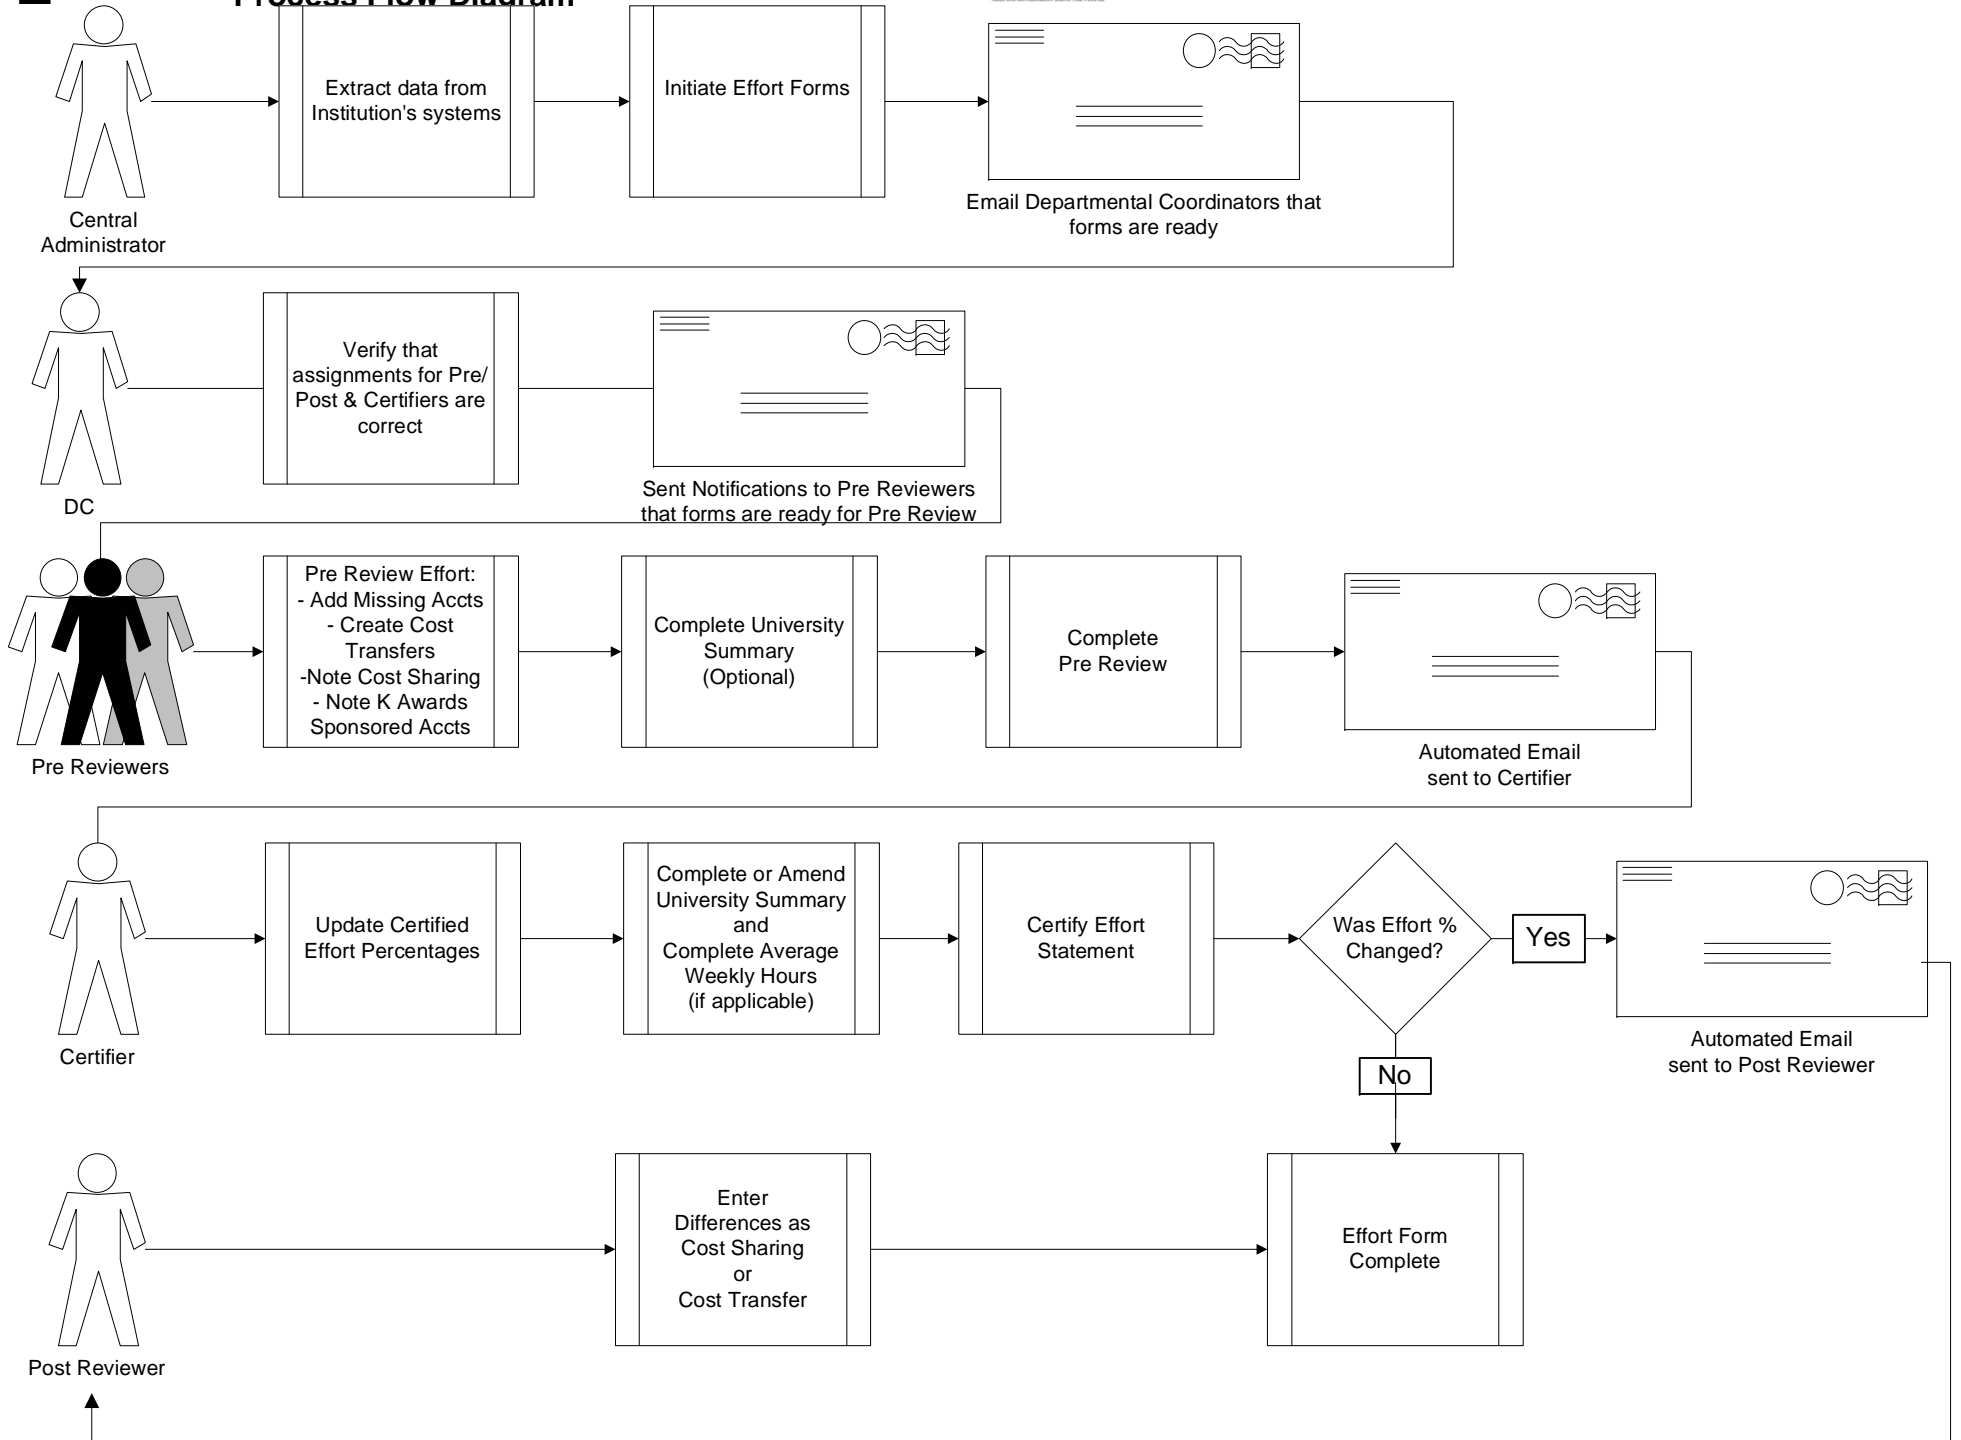 Process Flow Diagram
Extract data from
Institution's systems
Initiate Effort Forms
Email Departmental Coordinators that
forms are ready
Central
Administrator
Verify that
assignments for Pre/
Post & Certifiers are
correct
Sent Notifications to Pre Reviewers
that forms are ready for Pre Review
DC
Pre Review Effort:
- Add Missing Accts
- Create Cost
Transfers
-Note Cost Sharing
- Note K Awards
Sponsored Accts
Complete University
Summary
(Optional)
Complete
Pre Review
Automated Email
sent to Certifier
Pre Reviewers
Update Certified
Effort Percentages
Complete or Amend
University Summary
and
Complete Average
Weekly Hours
(if applicable)
Certify Effort
Statement
Was Effort %
Changed?
Yes
Automated Email
sent to Post Reviewer
Certifier
No
Enter
Differences as
Cost Sharing
or
Cost Transfer
Effort Form
Complete
Post Reviewer